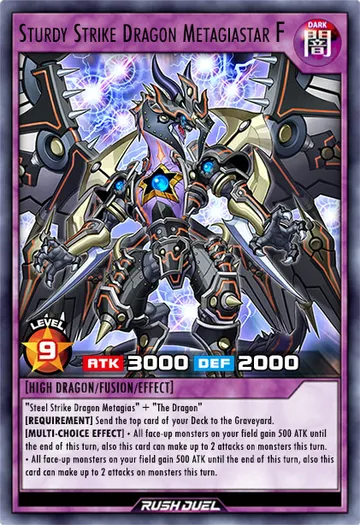 STURDY STRIKE DRAGON METAGIASTAR F
DARK
闇
LEVEL
9
ATK 3000 DEF 2000
[HIGH DRAGON/FUSION/EFFECT]
"Steel Strike Dragon Metagias" + "The Dragon"
[REQUIREMENT] Send the top card of your Deck to the Graveyard.
[MULTI-CHOICE EFFECT] • All face-up monsters on your field gain 500 ATK until
the end of this turn, also this card can make up to 2 attacks on monsters this turn.
• All face-up monsters on your field gain 500 ATK until the end of this turn, also this
card can make up to 2 attacks on monsters this turn.
RUSH DUEL